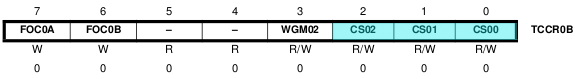 7 6 5 4 3 2 1 0
FOC0A FOC0B – – WGM02 CS02 CS01 CS00 TCCR0B
W W R R R/W R/W R/W R/W
0 0 0 0 0 0 0 0